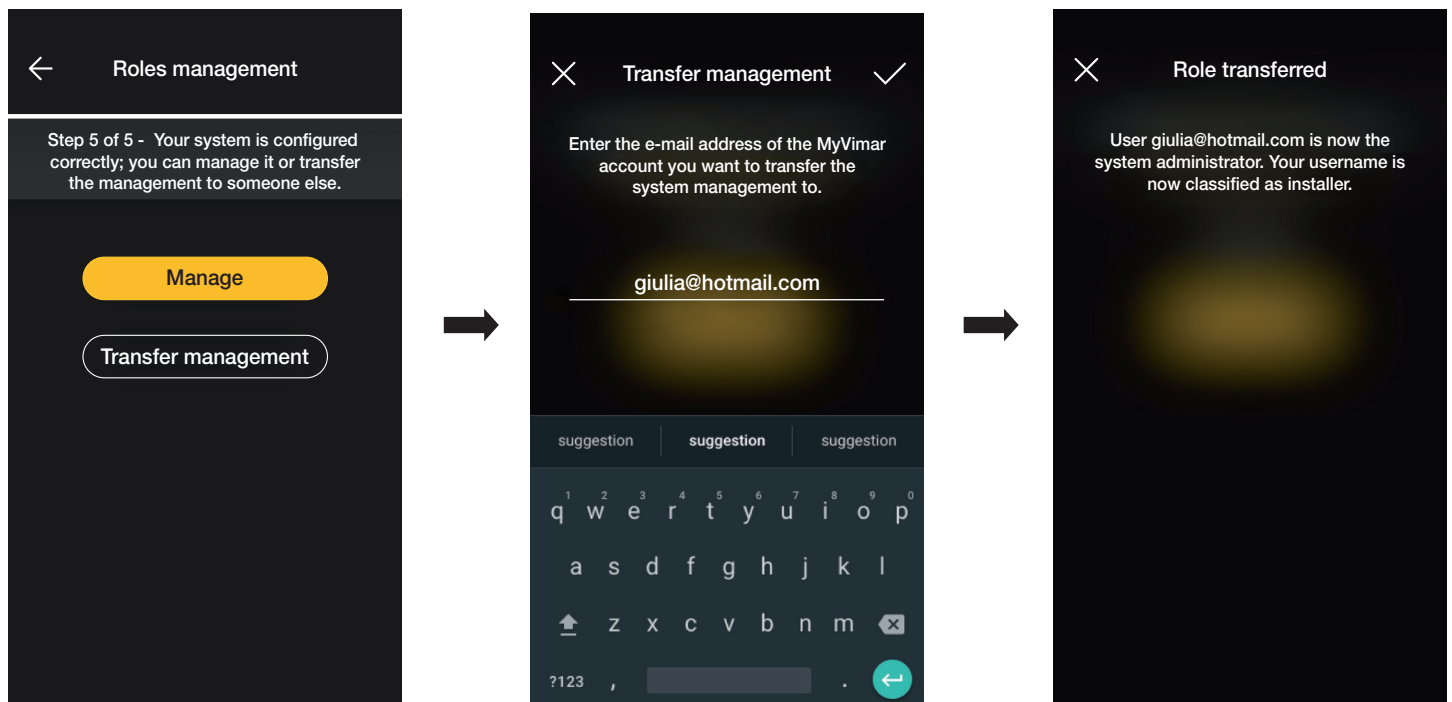 Roles management
Step 5 of 5 - Your system is configured
correctly; you can manage it or transfer
the management to someone else.
Manage
Transfer management
Transfer management
Enter the e-mail address of the MyVimar
account you want to transfer the
system management to.
giulia@hotmail.com
suggestion suggestion suggestion
1 2 3 4 5 6 7 8 9 0
q w e r t y u i o p
a s d f g h j k l
z x c v b n m
?123 , .
Role transferred
User giulia@hotmail.com is now the
system administrator. Your username is
now classified as installer.